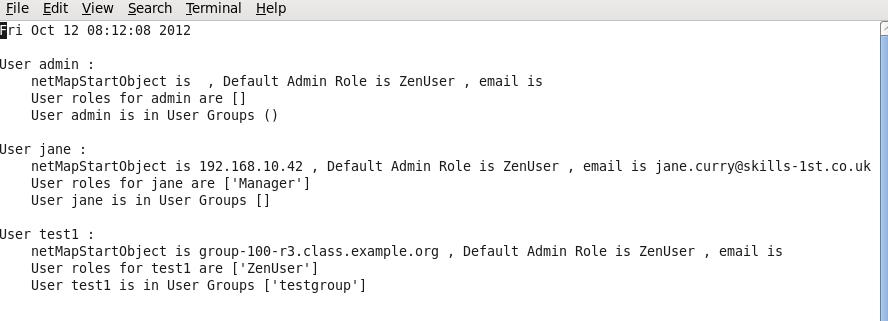 File Edit View Search Terminal Help
Fri Oct 12 08:12:08 2012
User admin :
netMapStartObject is  , Default Admin Role is ZenUser , email is
User roles for admin are []
User admin is in User Groups ()
User jane :
netMapStartObject is 192.168.10.42 , Default Admin Role is ZenUser , email is jane.curry@skills-1st.co.uk
User roles for jane are ['Manager']
User jane is in User Groups []
User test1 :
netMapStartObject is group-100-r3.class.example.org , Default Admin Role is ZenUser , email is
User roles for test1 are ['ZenUser']
User test1 is in User Groups ['testgroup']